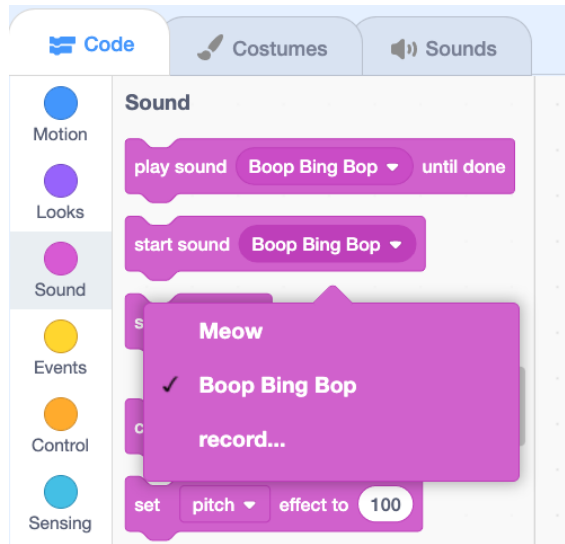 Code
Costumes
Sounds
Motion
Looks
Sound
Events
Control
Sensing
Sound
play sound Boop Bing Bop until done
start sound Boop Bing Bop
Meow
✓ Boop Bing Bop
record...
set pitch effect to 100